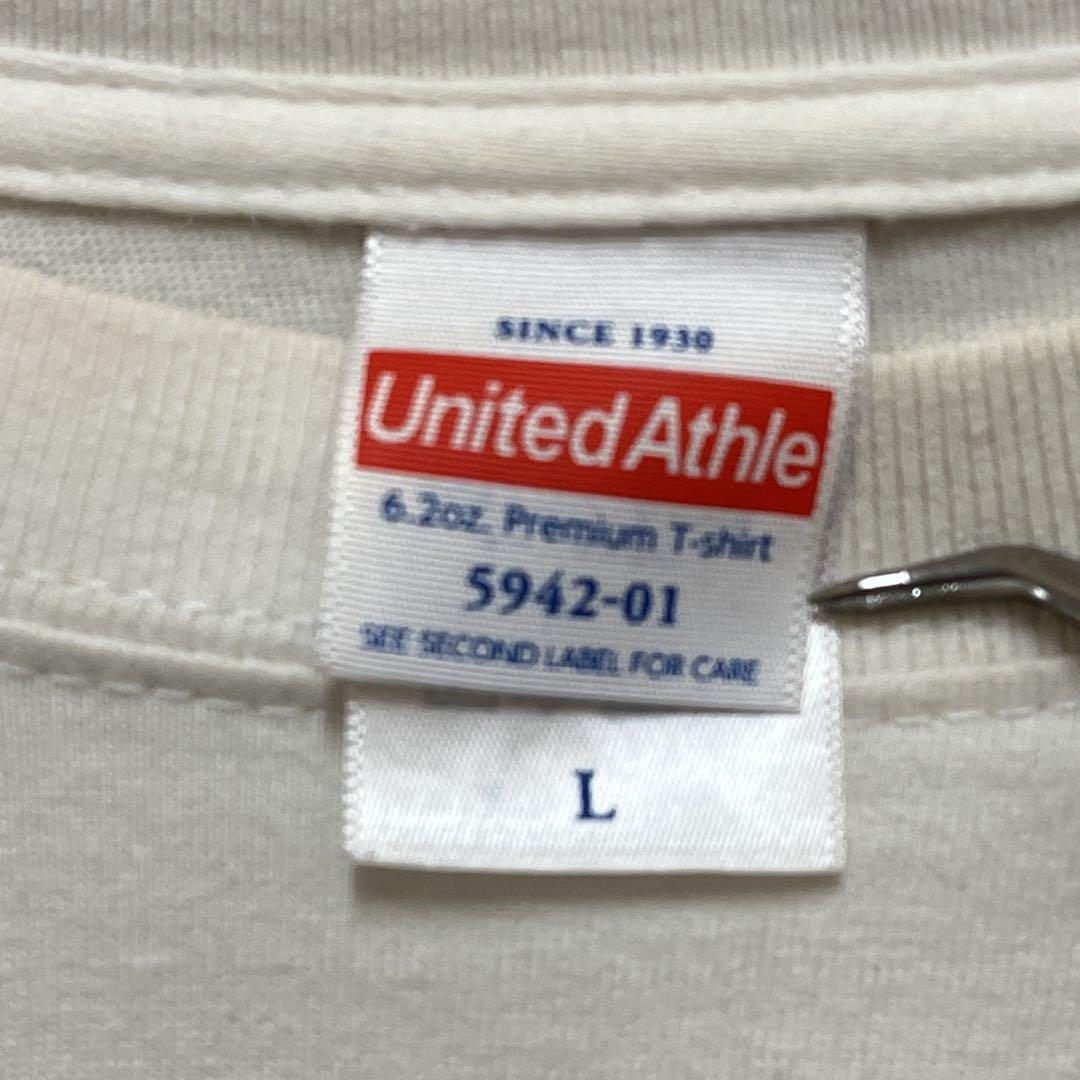 SINCE 1930
United Athle
6.2oz. Premium T-shirt
5942-01
SEE SECOND LABEL FOR CARE
L